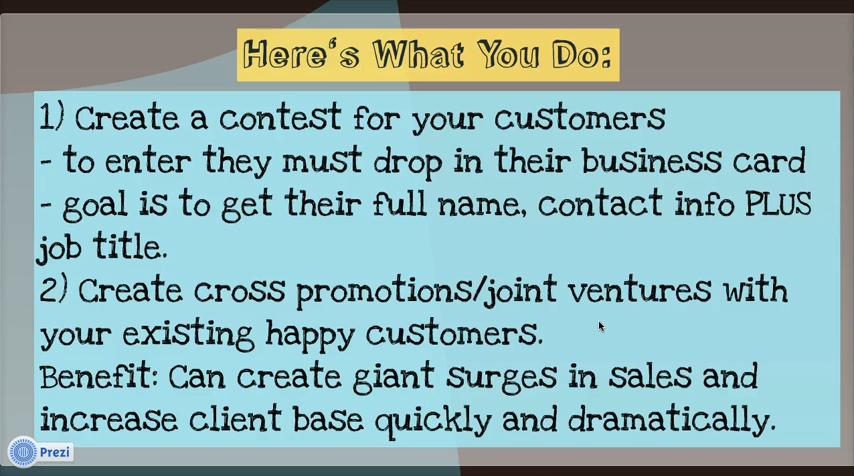 Here's What You Do:
1) Create a contest for your customers
- to enter they must drop in their business card
- goal is to get their full name, contact info PLUS
job title.
2) Create cross promotions/joint ventures with
your existing happy customers.
Benefit: Can create giant surges in sales and
increase client base quickly and dramatically.
Prezi